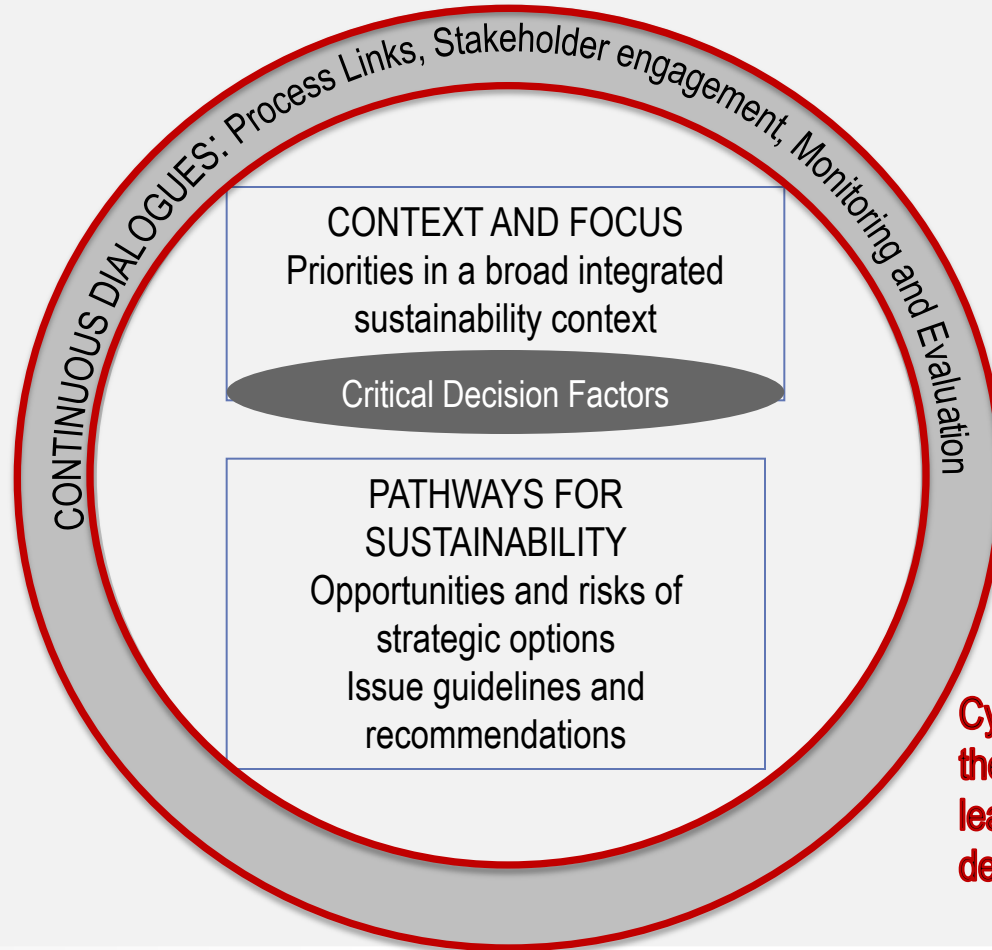 CONTINUOUS DIALOGUES: Process Links, Stakeholder engagement, Monitoring and Evaluation
CONTEXT AND FOCUS
Priorities in a broad integrated
sustainability context
Critical Decision Factors
PATHWAYS FOR
SUSTAINABILITY
Opportunities and risks of
strategic options
Issue guidelines and
recommendations